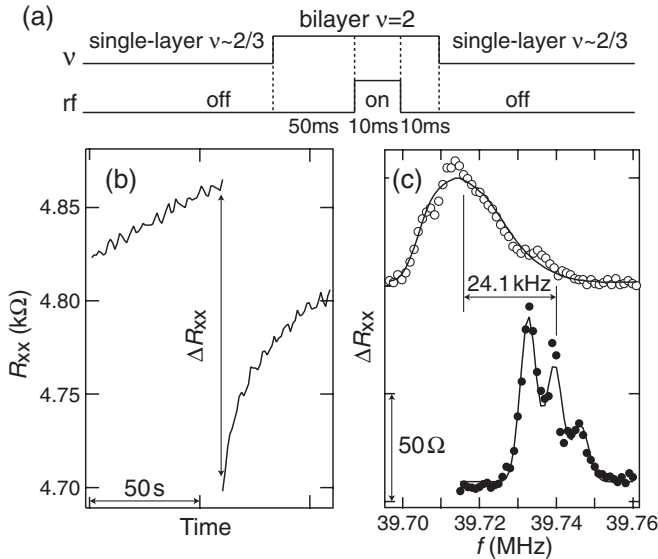 (a)
bilayer ν=2
single-layer ν~2/3
single-layer ν~2/3
ν
off
on
off
rf
50ms
10ms
10ms
(b)
(c)
4.85
4.80
4.75
4.70
R_xx (kΩ)
ΔR_xx
50 s
Time
24.1 kHz
ΔR_xx
50 Ω
39.70
39.72
39.74
39.76
f (MHz)